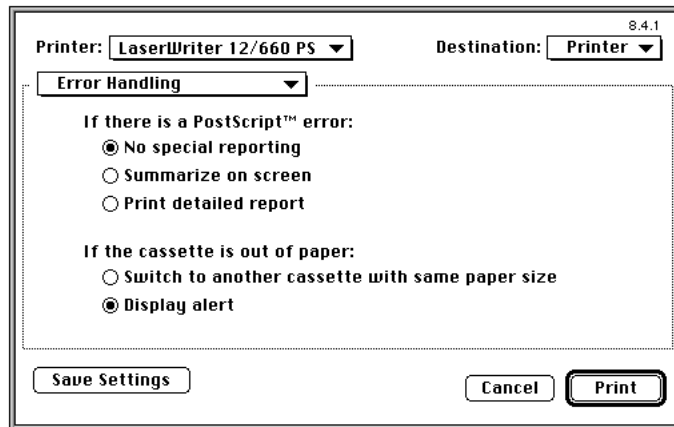 8.4.1
Printer: LaserWriter 12/660 PS Destination: Printer
Error Handling
If there is a PostScript™ error:
No special reporting
Summarize on screen
Print detailed report
If the cassette is out of paper:
Switch to another cassette with same paper size
Display alert
Save Settings
Cancel Print